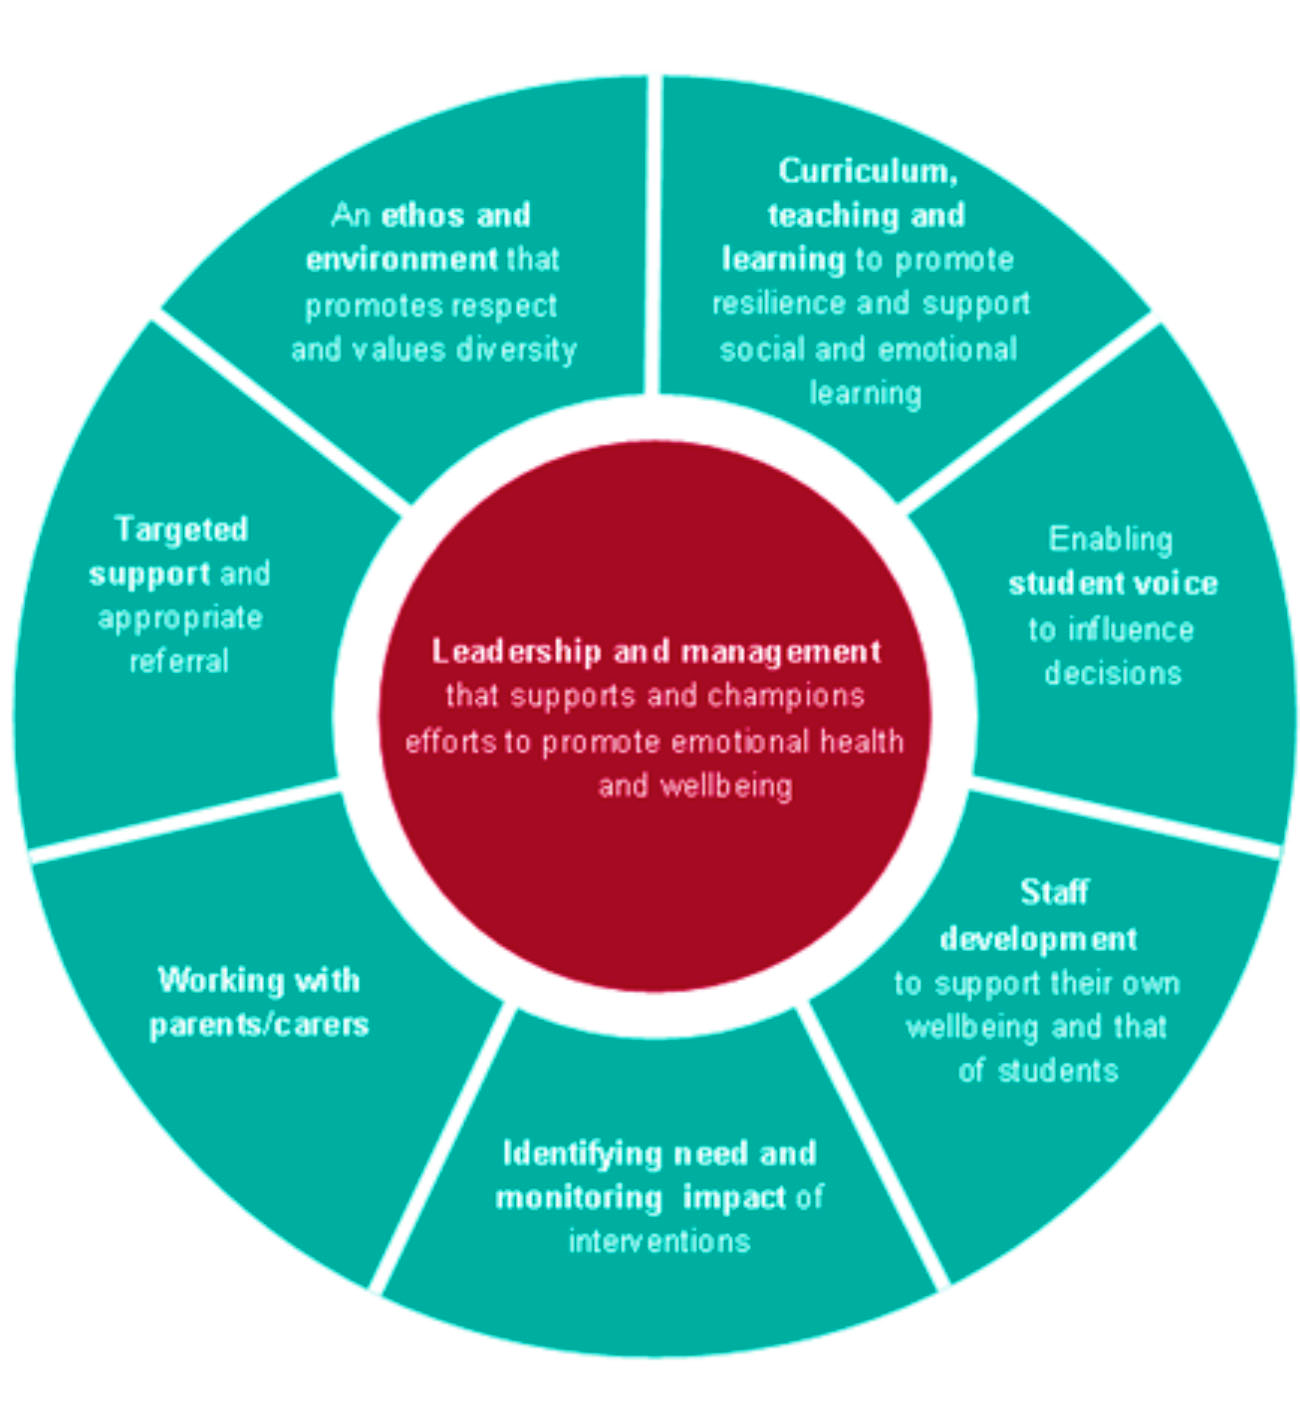 Curriculum,
teaching and
learning to promote
resilience and support
social and emotional
learning
Enabling
student voice
to influence
decisions
Staff
development
to support their own
wellbeing and that
of students
Identifying need and
monitoring impact of
interventions
Working with
parents/carers
Targeted
support and
appropriate
referral
An ethos and
environment that
promotes respect
and values diversity
Leadership and management
that supports and champions
efforts to promote emotional health
and wellbeing